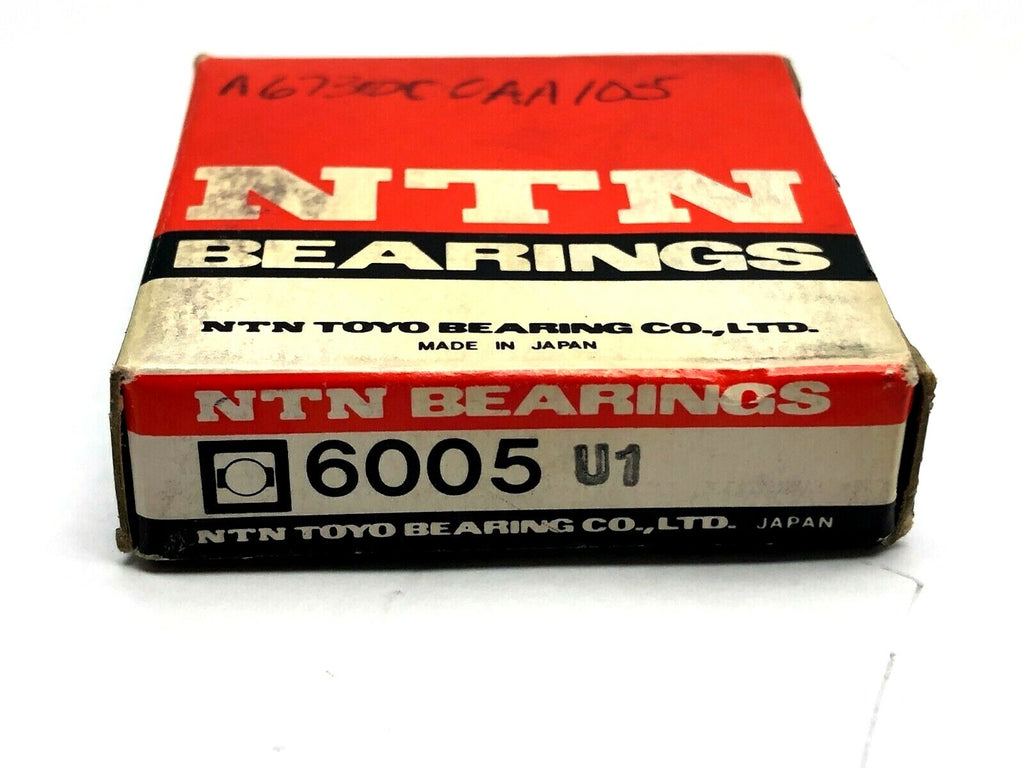 NTN
BEARINGS
NTN TOYO BEARING CO.,LTD.
MADE IN JAPAN
NTN BEARINGS
6005 U1
NTN TOYO BEARING CO.,LTD. JAPAN